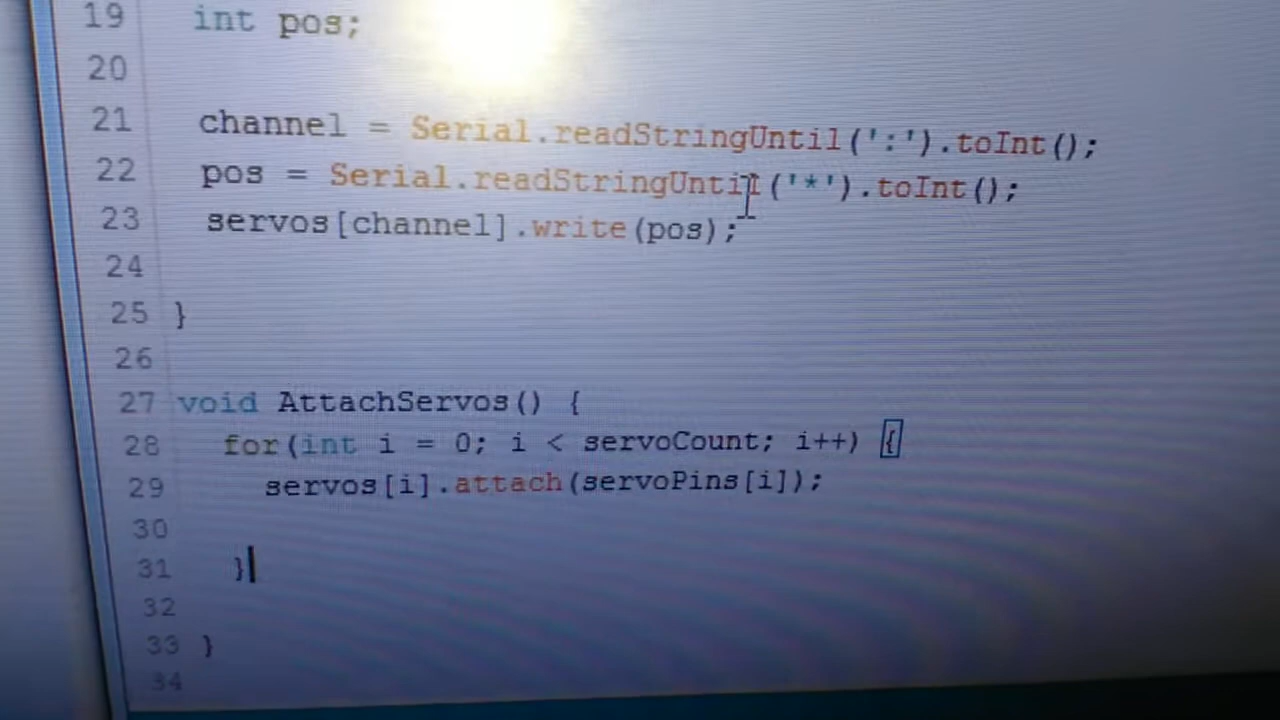 19 int pos;
20
21 channel = Serial.readStringUntil(':').toInt();
22 pos = Serial.readStringUntil('*').toInt();
23 servos[channel].write(pos);
24
25 }
26
27 void AttachServos() {
28 for(int i = 0; i < servoCount; i++) {
29 servos[i].attach(servoPins[i]);
30
31 }
32
33 }
34